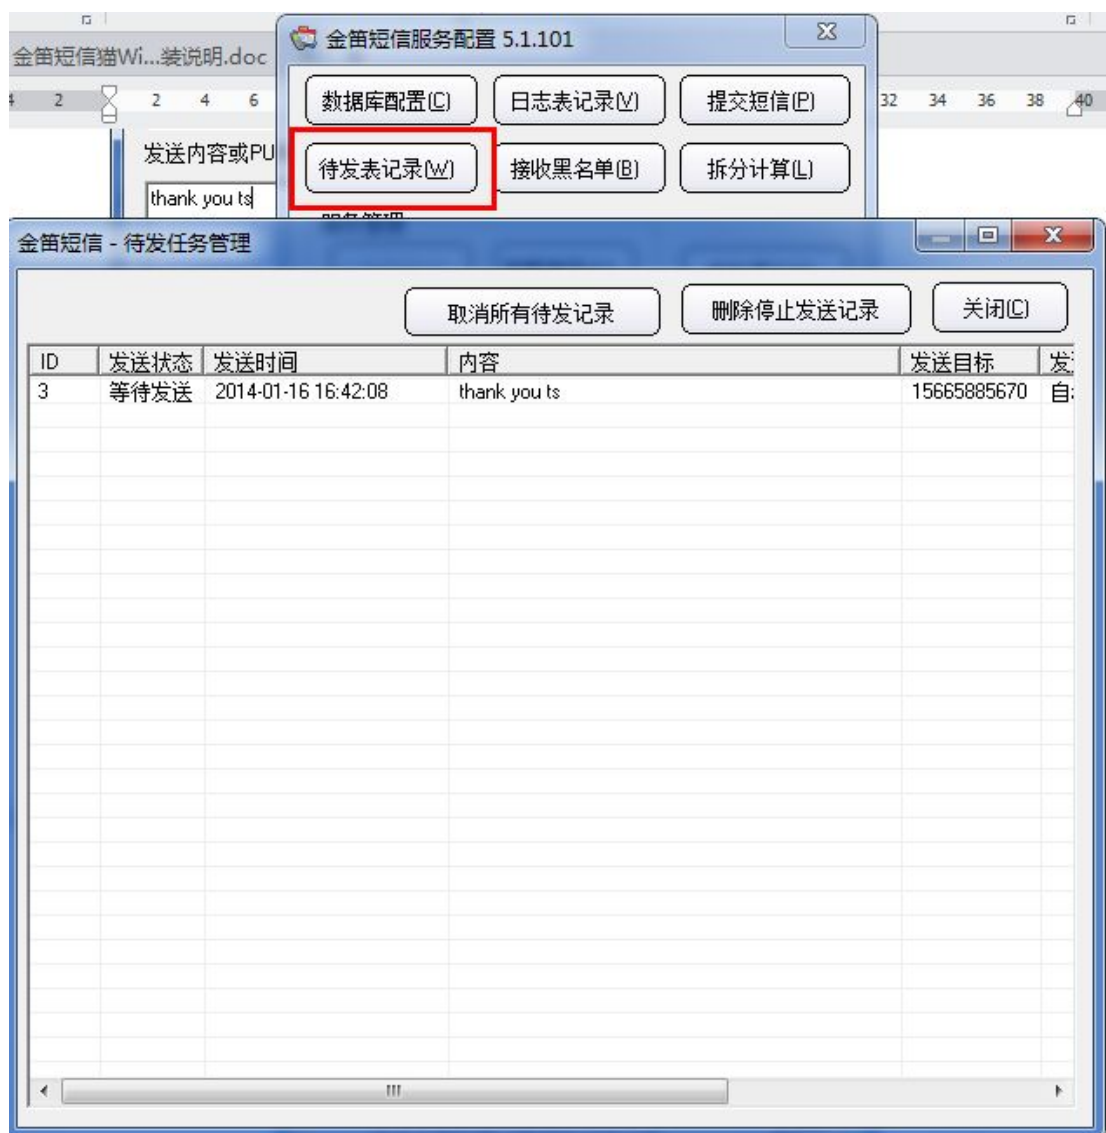 金笛短信猫Wi...装说明.doc
金笛短信服务配置 5.1.101
数据库配置(C) 日志表记录(V) 提交短信(P)
2 2 4 6 32 34 36 38 40
发送内容或PU
待发表记录(W) 接收黑名单(B) 拆分计算(L)
thank you ts
服务管理
金笛短信 - 待发任务管理
取消所有待发记录 删除停止发送记录 关闭(C)
ID 发送状态 发送时间 内容 发送目标
3 等待发送 2014-01-16 16:42:08 thank you ts 15665885670 自